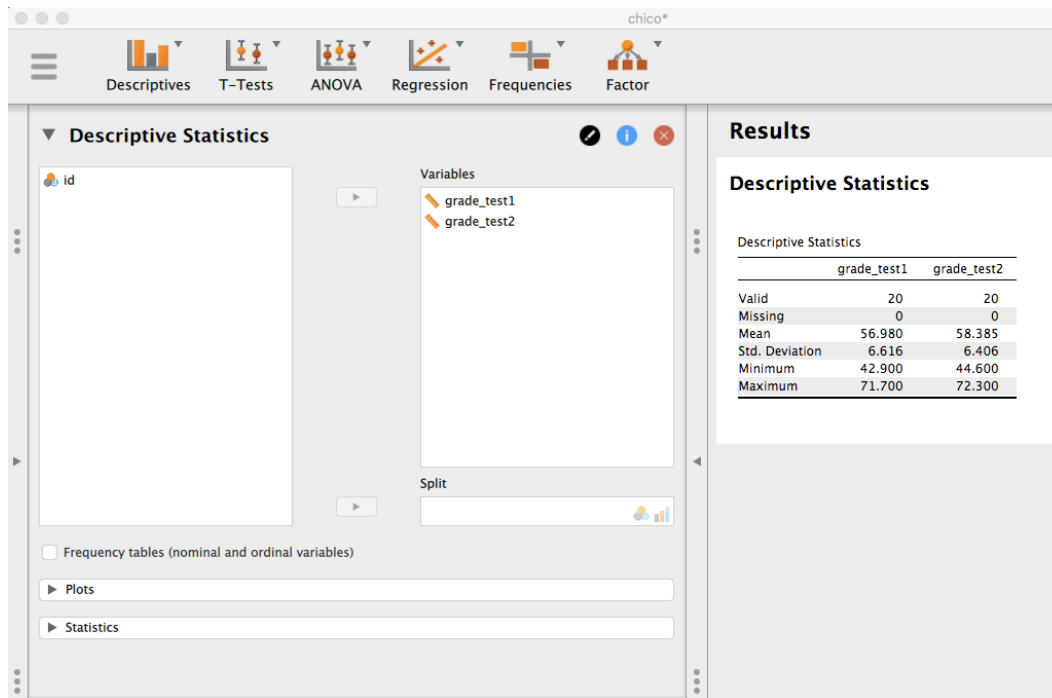 chico*
Descriptives T-Tests ANOVA Regression Frequencies Factor
Descriptive Statistics
id
Variables
grade_test1
grade_test2
Split
Frequency tables (nominal and ordinal variables)
Plots
Statistics
Results
Descriptive Statistics
Descriptive Statistics
grade_test1 grade_test2
Valid 20 20
Missing 0 0
Mean 56.980 58.385
Std. Deviation 6.616 6.406
Minimum 42.900 44.600
Maximum 71.700 72.300